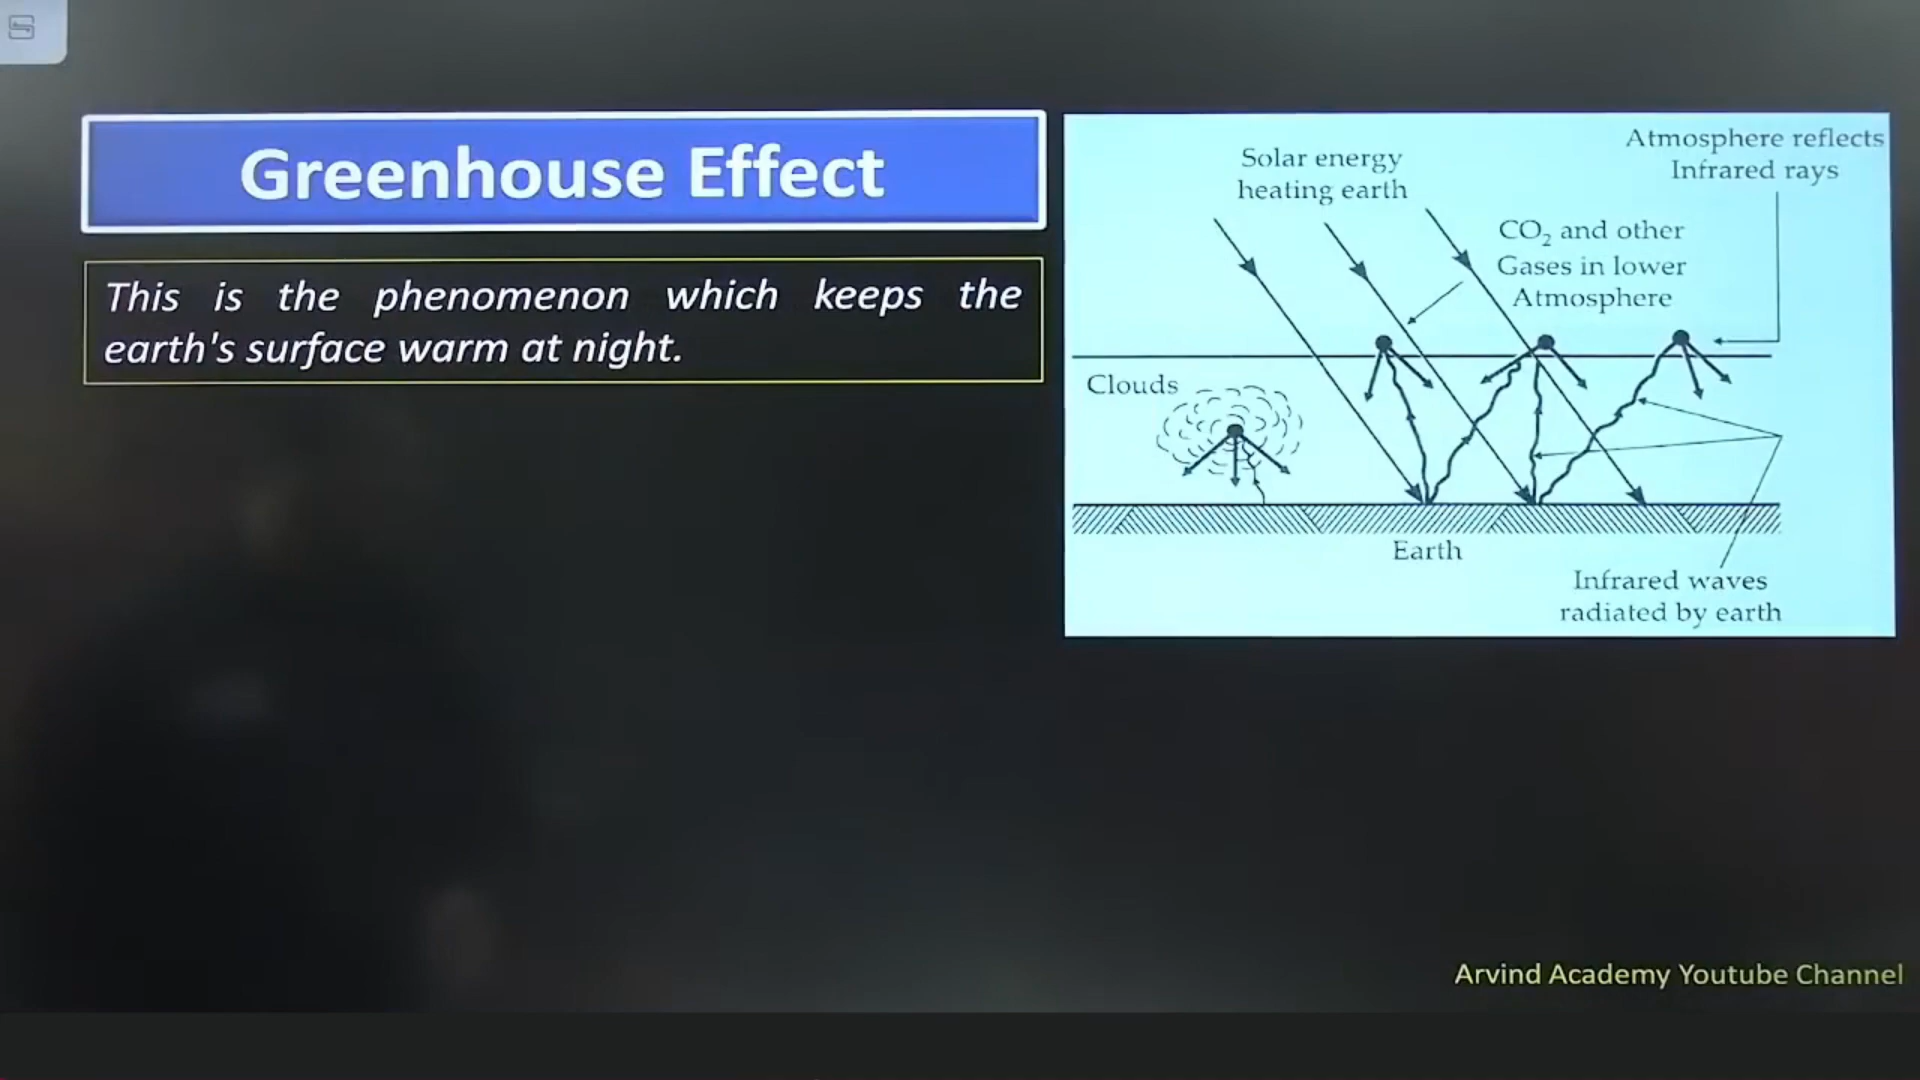 Greenhouse Effect
This is the phenomenon which keeps the
earth's surface warm at night.
Solar energy
heating earth
Atmosphere reflects
Infrared rays
CO₂ and other
Gases in lower
Atmosphere
Clouds
Earth
Infrared waves
radiated by earth
Arvind Academy Youtube Channel